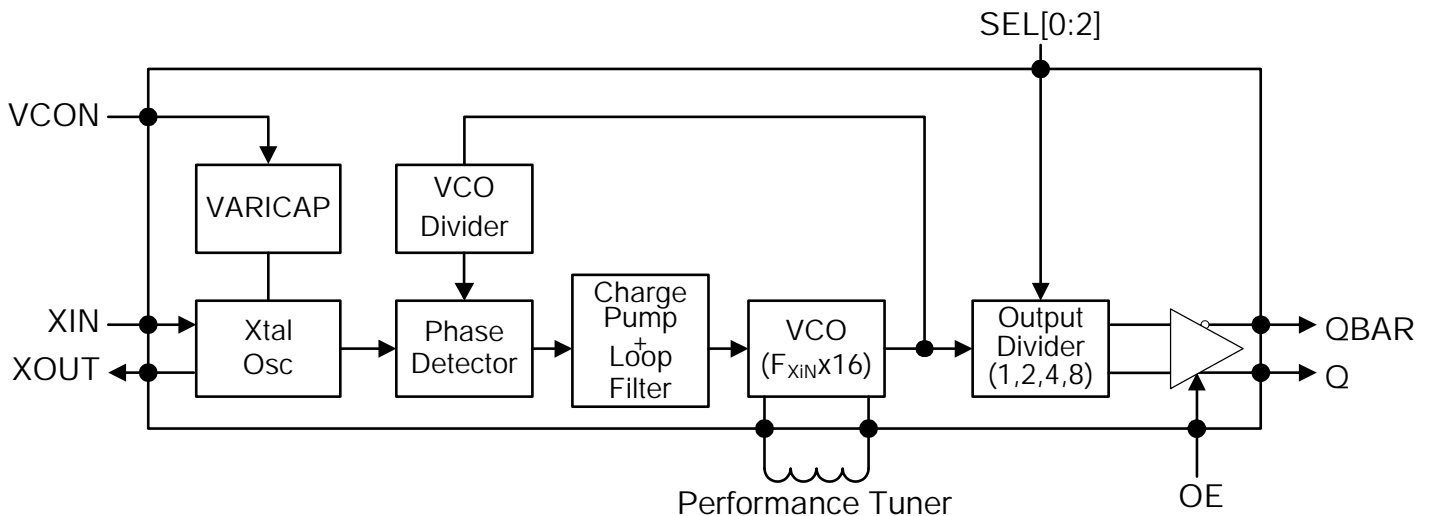 SEL[0:2]
VCON
VARICAP
VCO
Divider
XIN
XOUT
Xtal
Osc
Phase
Detector
Charge
Pump
+
Loop
Filter
VCO
(FXiNx16)
Output
Divider
(1,2,4,8)
QBAR
Q
Performance Tuner
OE